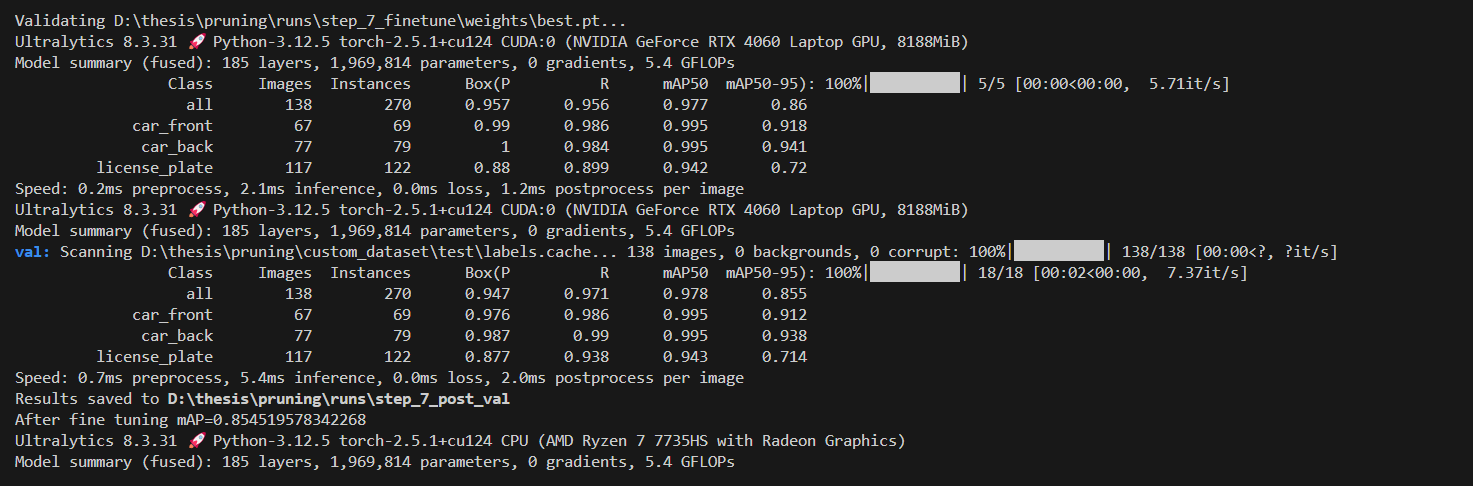 Validating D:\thesis\pruning\runs\step_7_finetune\weights\best.pt...
Ultralytics 8.3.31 🚀 Python-3.12.5 torch-2.5.1+cu124 CUDA:0 (NVIDIA GeForce RTX 4060 Laptop GPU, 8188MiB)
Model summary (fused): 185 layers, 1,969,814 parameters, 0 gradients, 5.4 GFLOPs
Class Images Instances Box(P R mAP50 mAP50-95): 100%|██████████| 5/5 [00:00<00:00, 5.71it/s]
all 138 270 0.957 0.956 0.977 0.86
car_front 67 69 0.99 0.986 0.995 0.918
car_back 77 79 1 0.984 0.995 0.941
license_plate 117 122 0.88 0.899 0.942 0.72
Speed: 0.2ms preprocess, 2.1ms inference, 0.0ms loss, 1.2ms postprocess per image
Ultralytics 8.3.31 🚀 Python-3.12.5 torch-2.5.1+cu124 CUDA:0 (NVIDIA GeForce RTX 4060 Laptop GPU, 8188MiB)
Model summary (fused): 185 layers, 1,969,814 parameters, 0 gradients, 5.4 GFLOPs
val: Scanning D:\thesis\pruning\custom_dataset\test\labels.cache... 138 images, 0 backgrounds, 0 corrupt: 100%|██████████| 138/138 [00:00<?, ?it/s]
Class Images Instances Box(P R mAP50 mAP50-95): 100%|██████████| 18/18 [00:02<00:00, 7.37it/s]
all 138 270 0.947 0.971 0.978 0.855
car_front 67 69 0.976 0.986 0.995 0.912
car_back 77 79 0.987 0.99 0.995 0.938
license_plate 117 122 0.877 0.938 0.943 0.714
Speed: 0.7ms preprocess, 5.4ms inference, 0.0ms loss, 2.0ms postprocess per image
Results saved to D:\thesis\pruning\runs\step_7_post_val
After fine tuning mAP=0.854519578342268
Ultralytics 8.3.31 🚀 Python-3.12.5 torch-2.5.1+cu124 CPU (AMD Ryzen 7 7735HS with Radeon Graphics)
Model summary (fused): 185 layers, 1,969,814 parameters, 0 gradients, 5.4 GFLOPs